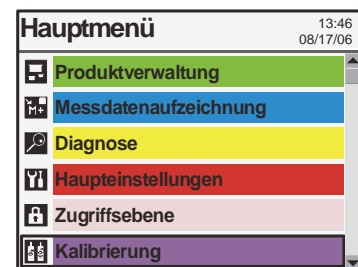 Hauptmenü
13:46
08/17/06
Produktverwaltung
M+ Messdatenaufzeichnung
Diagnose
Haupteinstellungen
Zugriffsebene
Kalibrierung